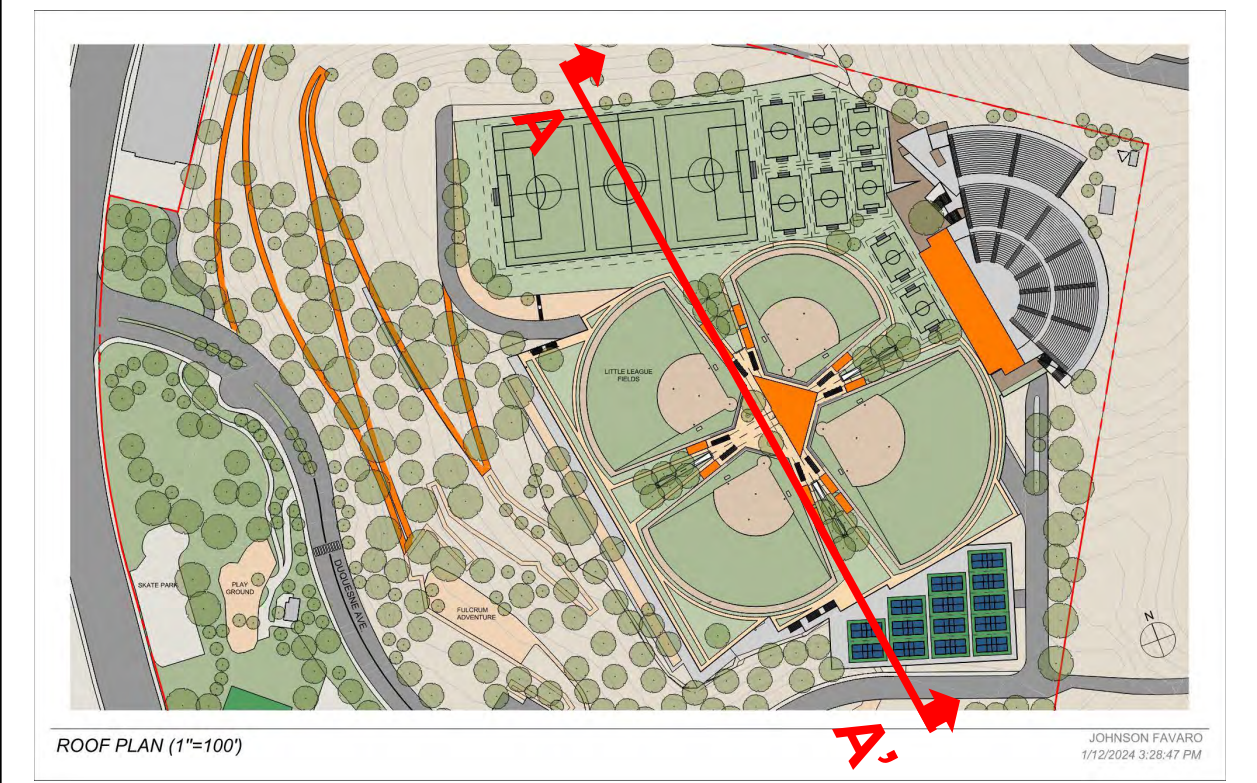 A
N
LITTLE LEAGUE
FIELDS
SKATE PARK
PLAY
GROUND
DUQUESNE AVE.
FULCRUM
ADVENTURE
A'
ROOF PLAN (1"=100')
JOHNSON FAVARO
1/12/2024 3:28:47 PM